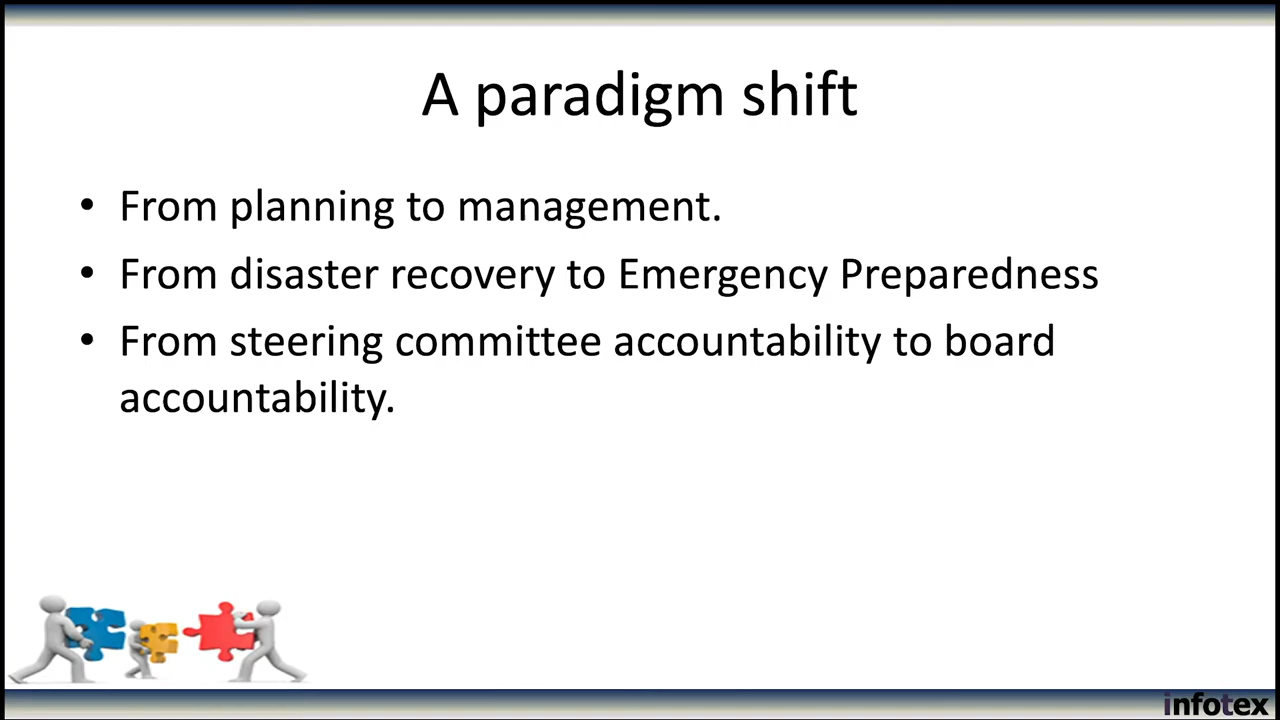 A paradigm shift
• From planning to management.
• From disaster recovery to Emergency Preparedness
• From steering committee accountability to board
accountability.
infotex